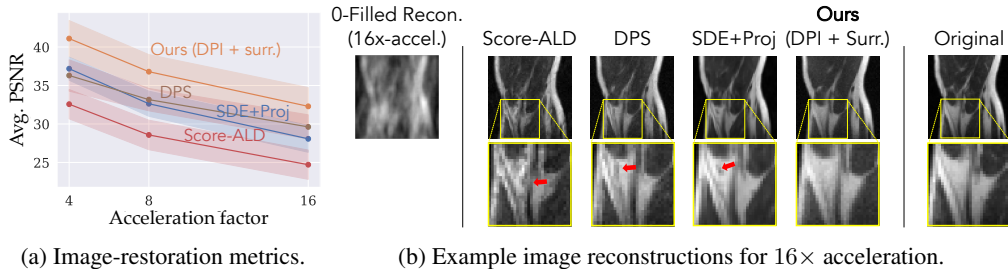 Avg. PSNR
40
35
30
25
Ours (DPI + surr.)
DPS
SDE+Proj
Score-ALD
4
8
16
Acceleration factor
(a) Image-restoration metrics.
0-Filled Recon.
(16x-accel.)
Score-ALD
DPS
SDE+Proj
Ours
(DPI + Surr.)
Original
(b) Example image reconstructions for 16× acceleration.